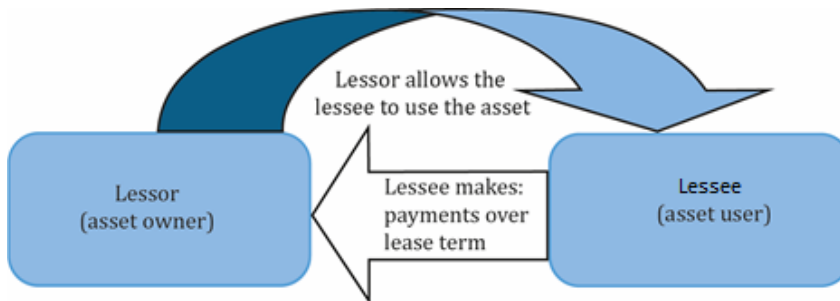 Lessor allows the
lessee to use the asset
Lessor
(asset owner)
Lessee makes:
payments over
lease term
Lessee
(asset user)